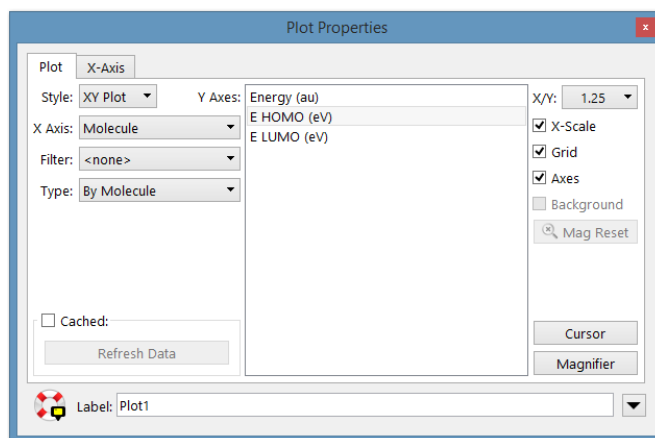 Plot Properties
x
Plot X-Axis
Style: XY Plot
X Axis: Molecule
Filter: <none>
Type: By Molecule
Cached:
Refresh Data
Y Axes: Energy (au)
E HOMO (eV)
E LUMO (eV)
X/Y: 1.25
X-Scale
Grid
Axes
Background
Mag Reset
Cursor
Magnifier
Label: Plot1